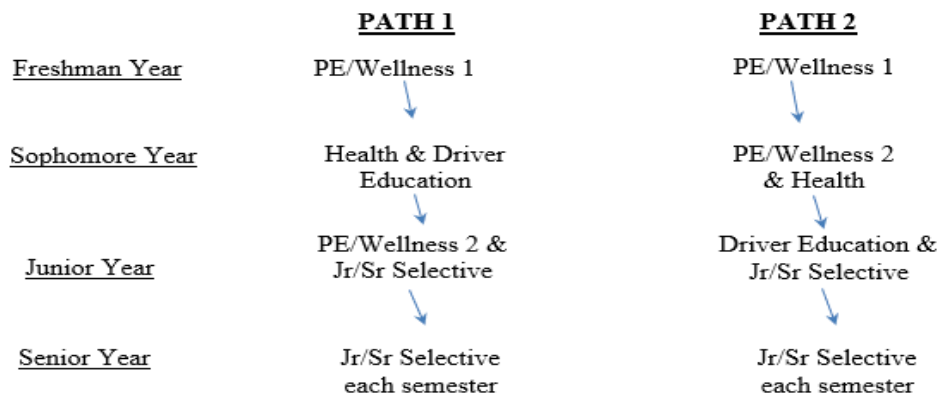 PATH 1 PATH 2
Freshman Year PE/Wellness 1 PE/Wellness 1
Sophomore Year Health & Driver PE/Wellness 2
Education & Health
PE/Wellness 2 & Driver Education &
Junior Year Jr/Sr Selective Jr/Sr Selective
Senior Year Jr/Sr Selective Jr/Sr Selective
each semester each semester